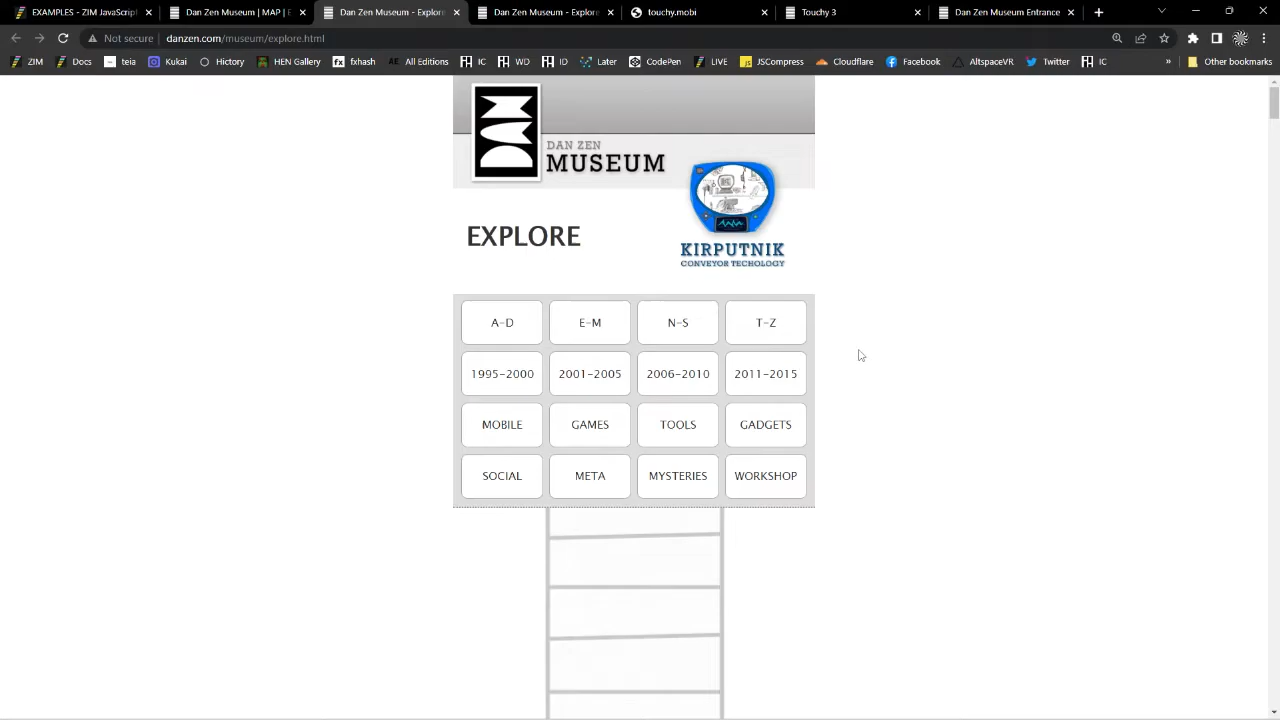 EXAMPLES - ZIM JavaScript
Dan Zen Museum | MAP | E
Dan Zen Museum - Explore
Dan Zen Museum - Explore
touchy.mobi
Touchy 3
Dan Zen Museum Entrance
Not secure
danzen.com/museum/explore.html
ZIM
Docs
teia
Kukai
Hictory
HEN Gallery
fxhash
All Editions
IC
WD
ID
Later
CodePen
LIVE
JSCompress
Cloudflare
Facebook
AltspaceVR
Twitter
IC
»
Other bookmarks
DAN ZEN
MUSEUM
EXPLORE
KIRPUTNIK
CONVEYOR TECHOLOGY
A-D
E-M
N-S
T-Z
1995-2000
2001-2005
2006-2010
2011-2015
MOBILE
GAMES
TOOLS
GADGETS
SOCIAL
META
MYSTERIES
WORKSHOP